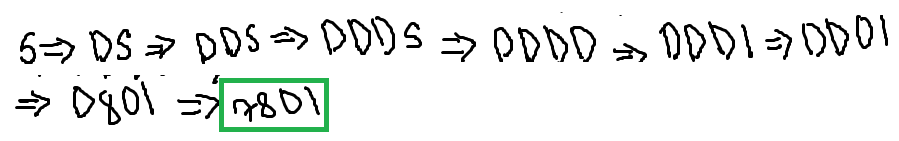 S ⇒ DS ⇒ DDS ⇒ DDDS ⇒ DDDD ⇒ DDD1 ⇒ DD01
⇒ D801 ⇒ 7801